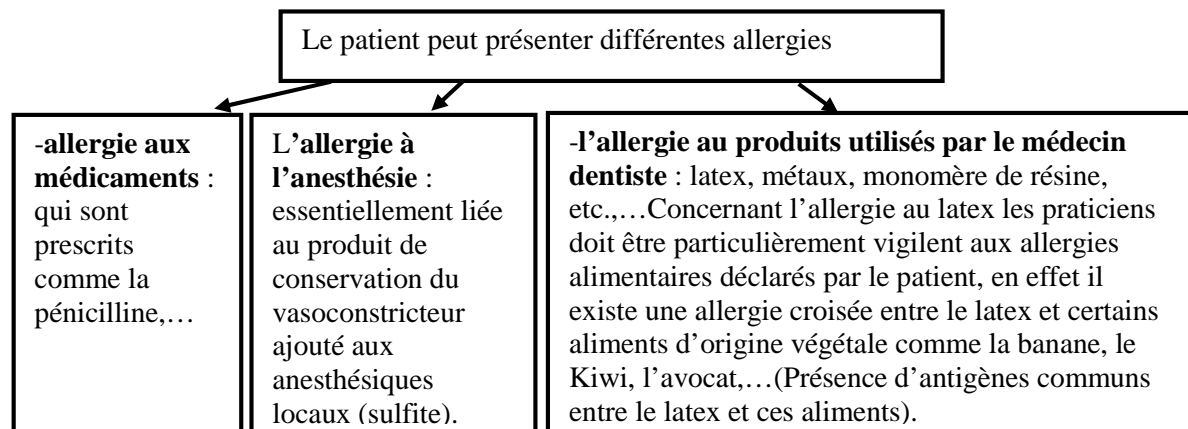 Le patient peut présenter différentes allergies
-allergie aux
médicaments :
qui sont
prescrits
comme la
pénicilline,…
L'allergie à
l'anesthésie :
essentiellement liée
au produit de
conservation du
vasoconstricteur
ajouté aux
anesthésiques
locaux (sulfite).
-l'allergie au produits utilisés par le médecin
dentiste : latex, métaux, monomère de résine,
etc.,…Concernant l'allergie au latex les praticiens
doit être particulièrement vigilent aux allergies
alimentaires déclarés par le patient, en effet il
existe une allergie croisée entre le latex et certains
aliments d'origine végétale comme la banane, le
Kiwi, l'avocat,…(Présence d'antigènes communs
entre le latex et ces aliments).